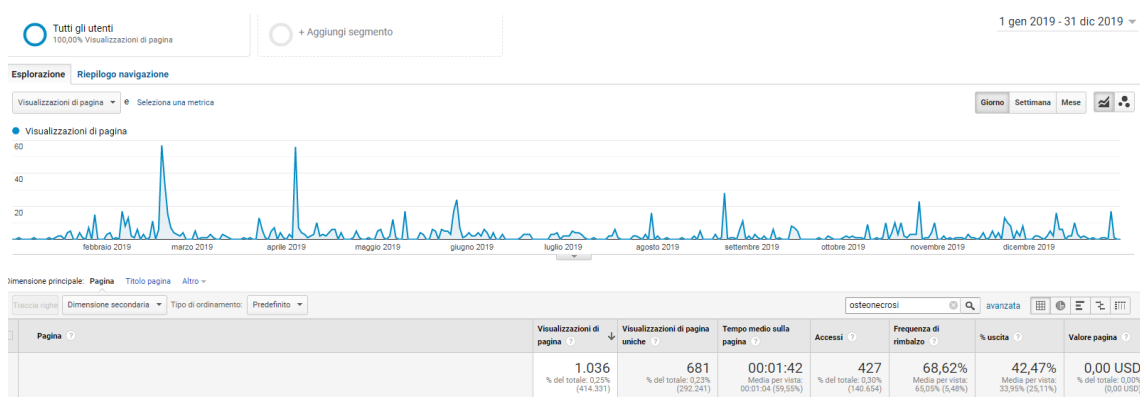 Tutti gli utenti
100,00% Visualizzazioni di pagina
+ Aggiungi segmento
1 gen 2019 - 31 dic 2019
Esplorazione Riepilogo navigazione
Visualizzazioni di pagina e Seleziona una metrica
Giorno Settimana Mese
Visualizzazioni di pagina
60
40
20
febbraio 2019 marzo 2019 aprile 2019 maggio 2019 giugno 2019 luglio 2019 agosto 2019 settembre 2019 ottobre 2019 novembre 2019 dicembre 2019
Dimensione principale: Pagina Titolo pagina Altro
Traccia righe Dimensione secondaria Tipo di ordinamento: Predefinito osteonecrosi avanzata
Pagina ? Visualizzazioni di pagina ? Visualizzazioni di pagina uniche ? Tempo medio sulla pagina ? Accessi ? Frequenza di rimbalzo ? % uscita ? Valore pagina ?
1.036 681 00:01:42 427 68,62% 42,47% 0,00 USD
% del totale: 0,25% % del totale: 0,23% Media per vista: % del totale: 0,30% Media per vista: Media per vista: % del totale: 0,00%
(414.331) (292.241) 00:01:04 (59,55%) (140.654) 65,05% (5,48%) 33,95% (25,11%) (0,00 USD)